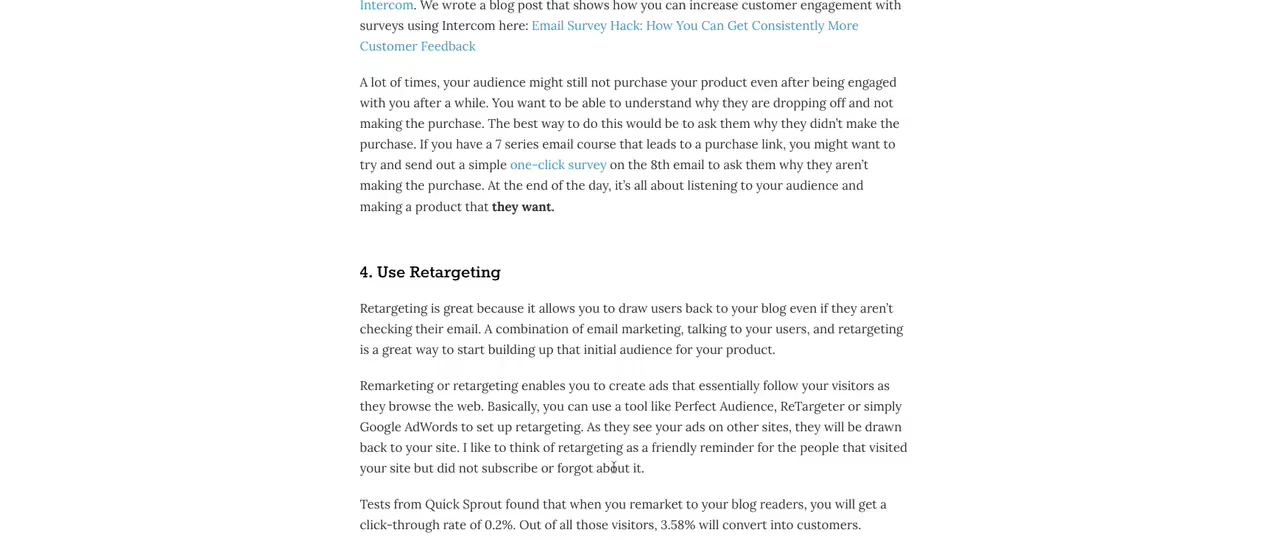 Intercom. We wrote a blog post that shows how you can increase customer engagement with
surveys using Intercom here: Email Survey Hack: How You Can Get Consistently More
Customer Feedback
A lot of times, your audience might still not purchase your product even after being engaged
with you after a while. You want to be able to understand why they are dropping off and not
making the purchase. The best way to do this would be to ask them why they didn’t make the
purchase. If you have a 7 series email course that leads to a purchase link, you might want to
try and send out a simple one-click survey on the 8th email to ask them why they aren’t
making the purchase. At the end of the day, it’s all about listening to your audience and
making a product that they want.
4. Use Retargeting
Retargeting is great because it allows you to draw users back to your blog even if they aren’t
checking their email. A combination of email marketing, talking to your users, and retargeting
is a great way to start building up that initial audience for your product.
Remarketing or retargeting enables you to create ads that essentially follow your visitors as
they browse the web. Basically, you can use a tool like Perfect Audience, ReTargeter or simply
Google AdWords to set up retargeting. As they see your ads on other sites, they will be drawn
back to your site. I like to think of retargeting as a friendly reminder for the people that visited
your site but did not subscribe or forgot about it.
Tests from Quick Sprout found that when you remarket to your blog readers, you will get a
click-through rate of 0.2%. Out of all those visitors, 3.58% will convert into customers.